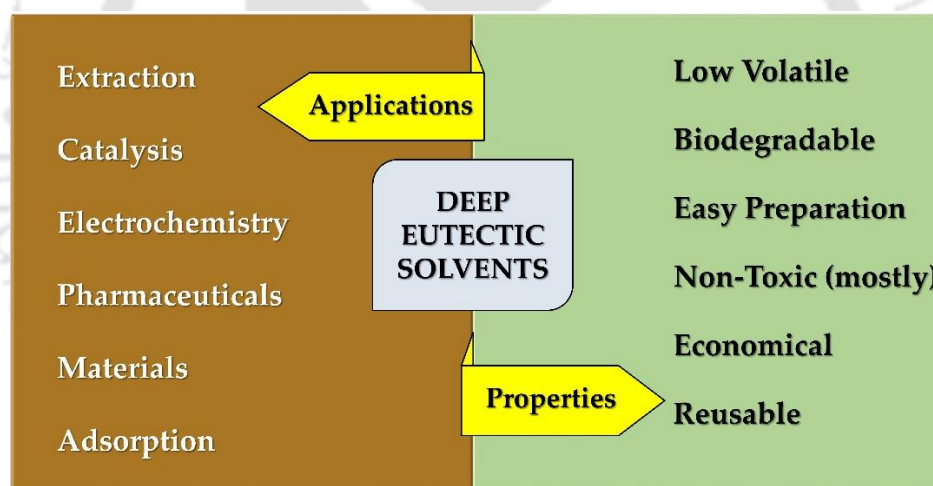 Extraction
Catalysis
Electrochemistry
Pharmaceuticals
Materials
Adsorption
Applications
DEEP
EUTECTIC
SOLVENTS
Properties
Low Volatile
Biodegradable
Easy Preparation
Non-Toxic (mostly)
Economical
Reusable